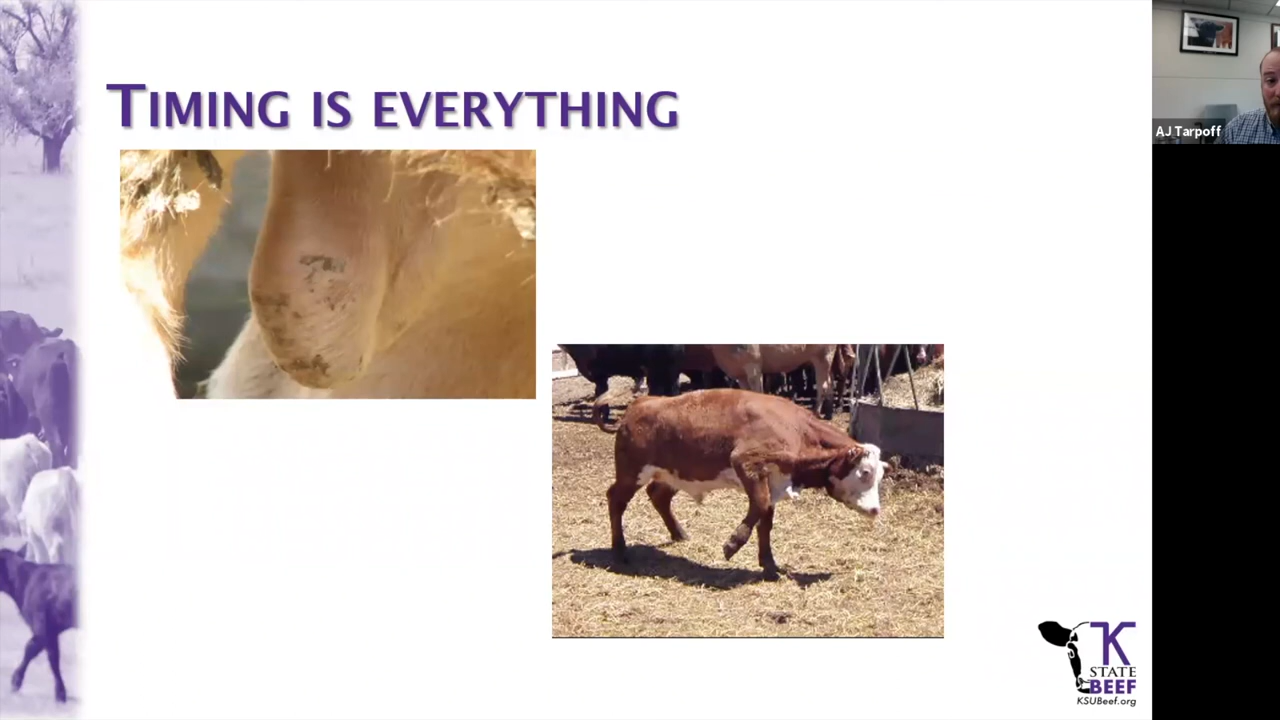 TIMING IS EVERYTHING
AJ Tarpoff
K
STATE
BEEF
KSUBeef.org